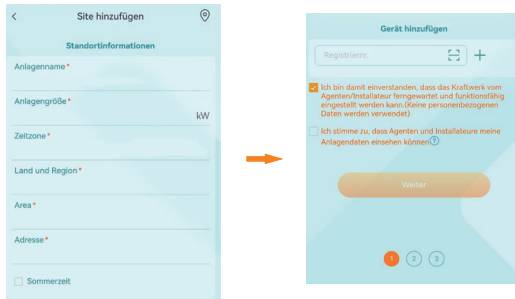 Site hinzufügen
Standortinformationen
Anlagenname*
Anlagengröße*
kW
Zeitzone*
Land und Region*
Area*
Adresse*
Sommerzeit
Gerät hinzufügen
Registriernr.
Ich bin damit einverstanden, dass das Kraftwerk vom
Agenten/Installateur ferngewartet und funktionsfähig
eingestellt werden kann.(Keine personenbezogenen
Daten werden verwendet)
Ich stimme zu, dass Agenten und Installateure meine
Anlagendaten einsehen können?
Weiter
1 2 3